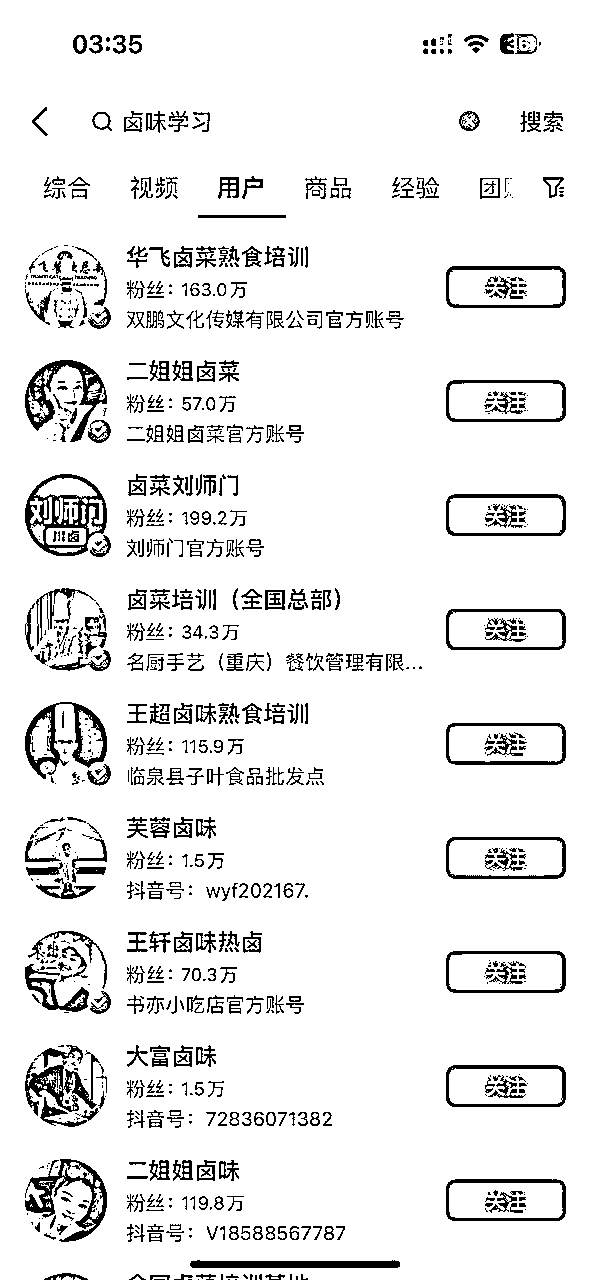 03:35
36
卤味学习
搜索
综合
视频
用户
商品
经验
华飞卤菜熟食培训
粉丝：163.0万
关注
双鹏文化传媒有限公司官方账号
二姐姐卤菜
粉丝：57.0万
关注
二姐姐卤菜官方账号
刘师门
川卤
卤菜刘师门
粉丝：199.2万
关注
刘师门官方账号
卤菜培训（全国总部）
粉丝：34.3万
关注
名厨手艺（重庆）餐饮管理有限...
王超卤味熟食培训
粉丝：115.9万
关注
临泉县子叶食品批发点
芙蓉卤味
粉丝：1.5万
关注
抖音号：wyf202167.
王轩卤味热卤
粉丝：70.3万
关注
书亦小吃店官方账号
大富卤味
粉丝：1.5万
关注
抖音号：72836071382
二姐姐卤味
粉丝：119.8万
关注
抖音号：V18588567787